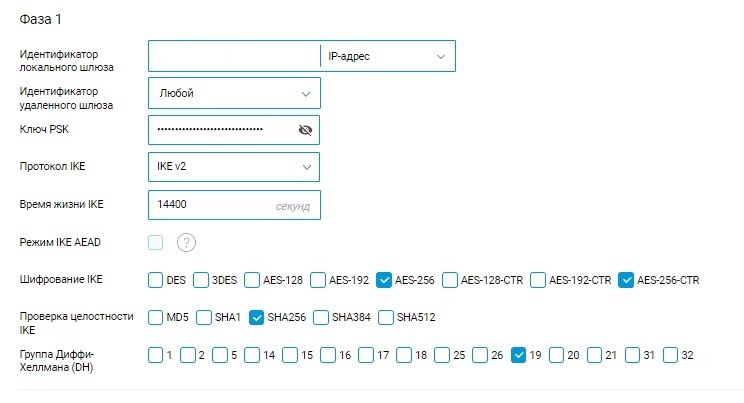 Фаза 1
Идентификатор
локального шлюза
IP-адрес
Идентификатор
удаленного шлюза
Любой
Ключ PSK
••••••••••••••••••••••••••••••
Протокол IKE
IKE v2
Время жизни IKE
14400
секунд
Режим IKE AEAD
?
Шифрование IKE
DES 3DES AES-128 AES-192 AES-256 AES-128-CTR AES-192-CTR AES-256-CTR
Проверка целостности
IKE
MD5 SHA1 SHA256 SHA384 SHA512
Группа Диффи-
Хеллмана (DH)
1 2 5 14 15 16 17 18 25 26 19 20 21 31 32